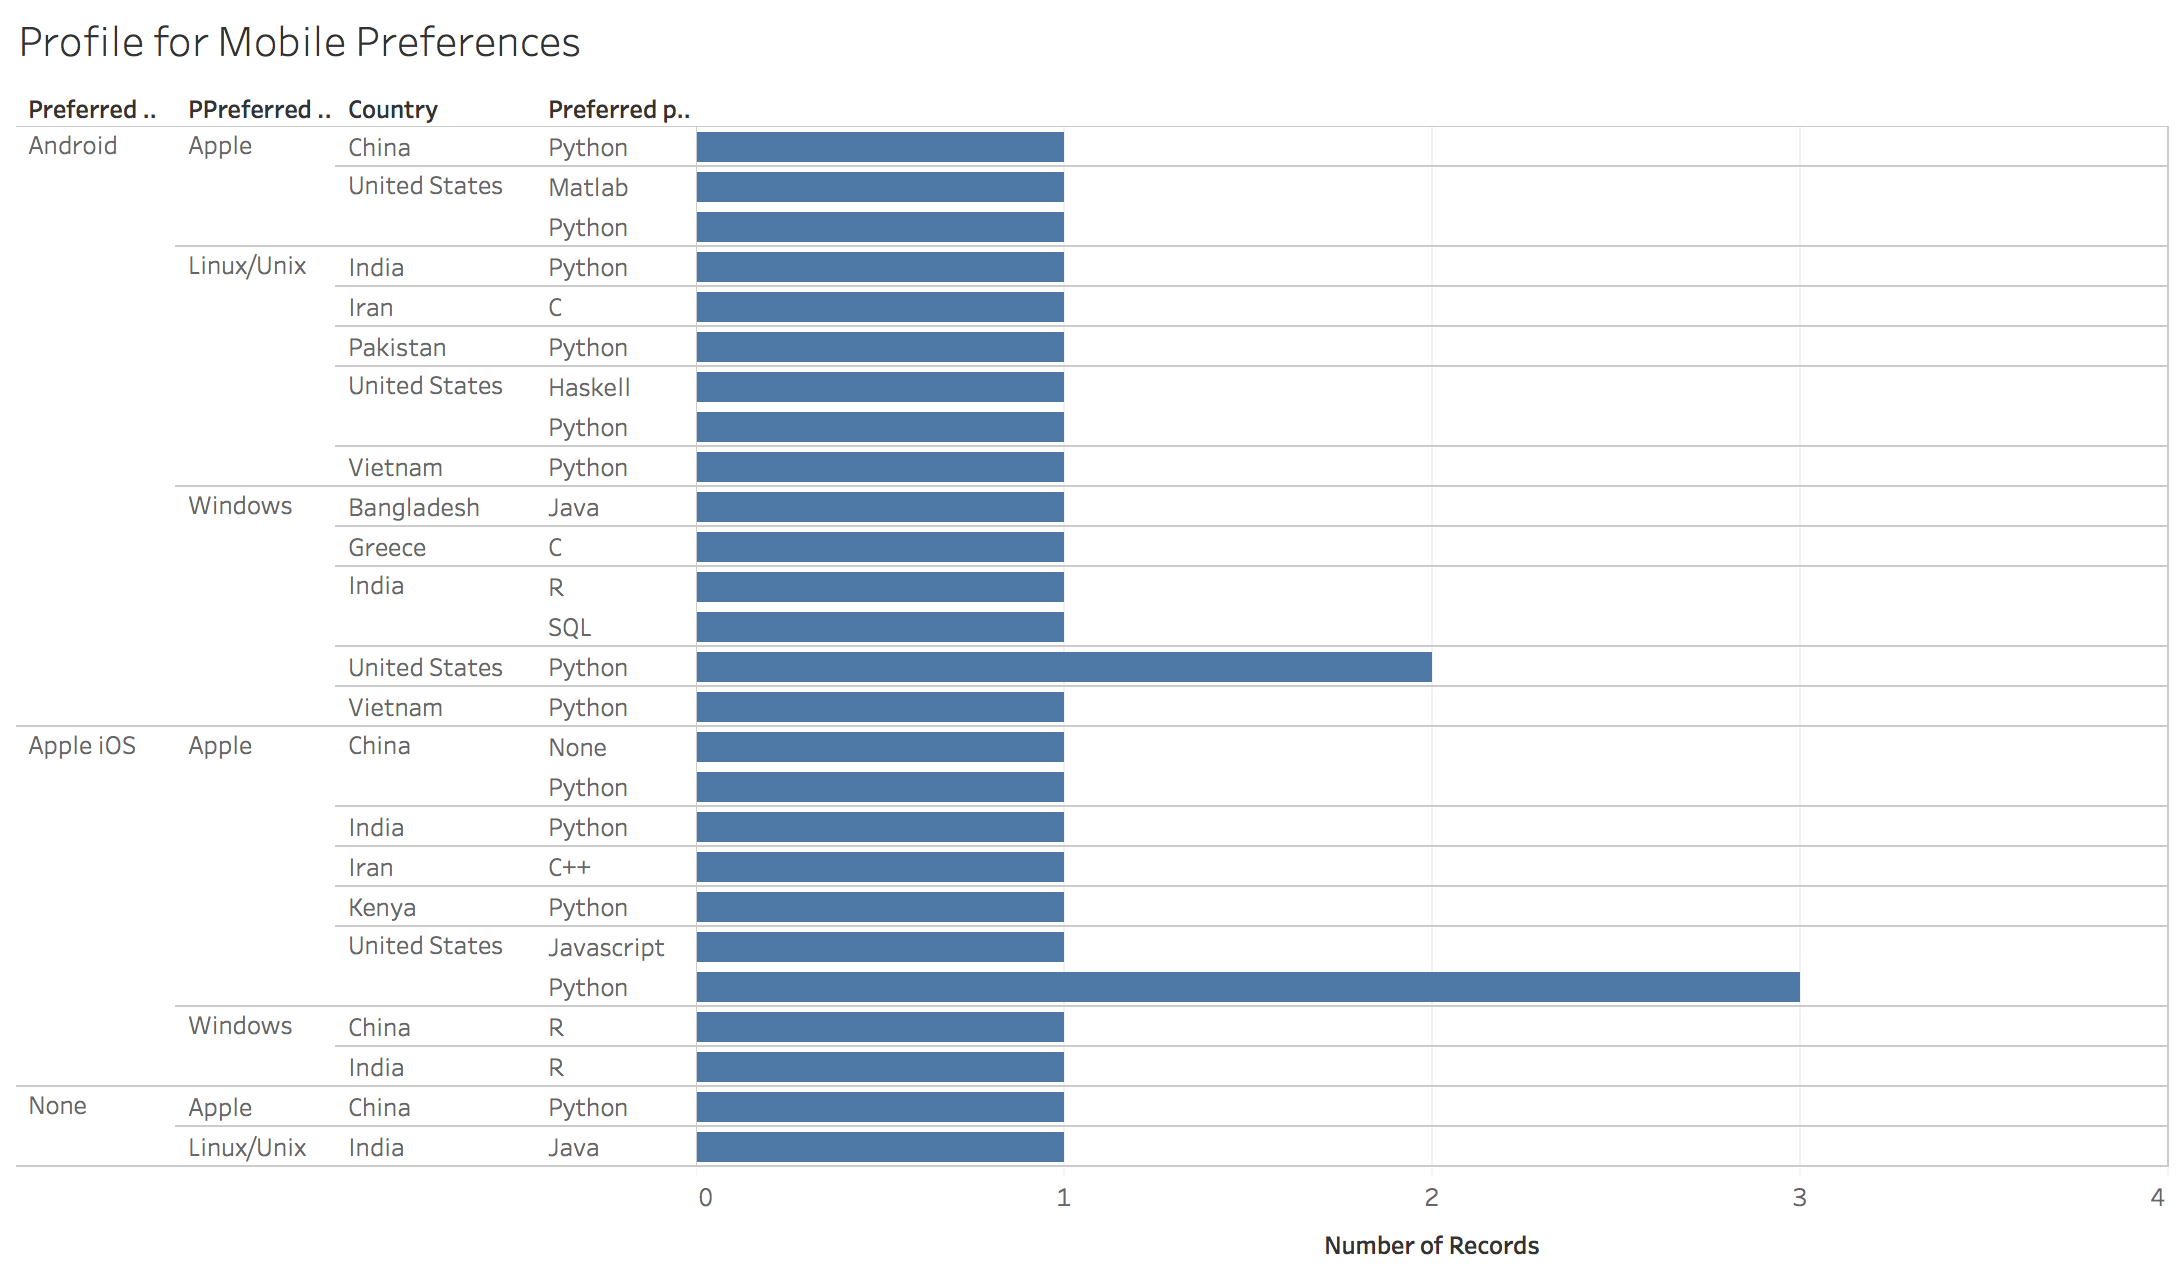 Profile for Mobile Preferences
Preferred .. PPreferred .. Country Preferred p..
Android Apple China Python
United States Matlab
Python
Linux/Unix India Python
Iran C
Pakistan Python
United States Haskell
Python
Vietnam Python
Windows Bangladesh Java
Greece C
India R
SQL
United States Python
Vietnam Python
Apple iOS Apple China None
Python
India Python
Iran C++
Kenya Python
United States Javascript
Python
Windows China R
India R
None Apple China Python
Linux/Unix India Java
0 1 2 3 4
Number of Records